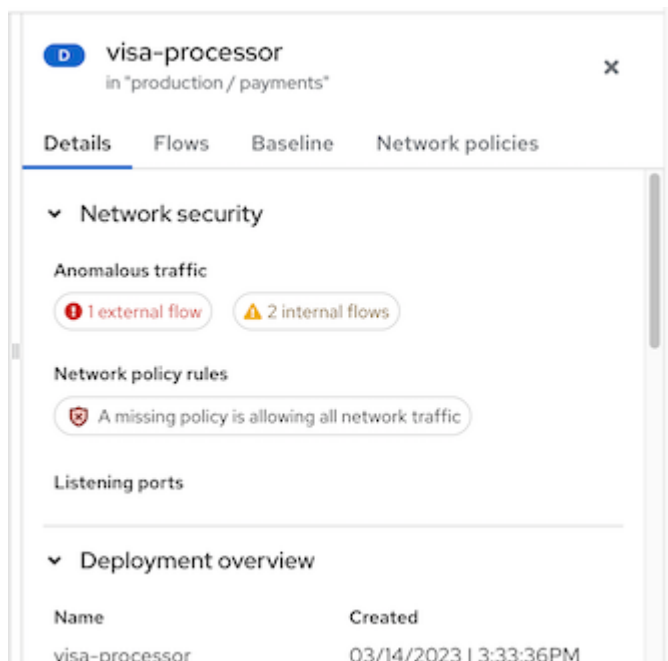 D visa-processor
in "production / payments"
Details Flows Baseline Network policies
Network security
Anomalous traffic
1 external flow 2 internal flows
Network policy rules
A missing policy is allowing all network traffic
Listening ports
Deployment overview
Name Created
visa-processor 03/14/2023 | 3:33:36PM